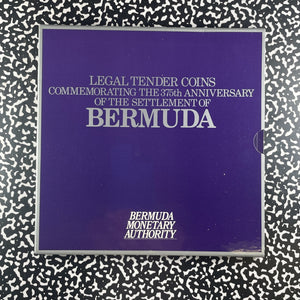 LEGAL TENDER COINS
COMMEMORATING THE 375th ANNIVERSARY
OF THE SETTLEMENT OF
BERMUDA
BERMUDA
MONETARY
AUTHORITY